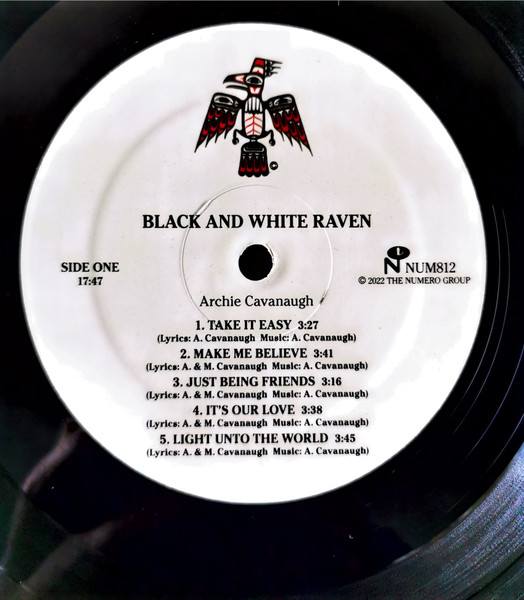 BLACK AND WHITE RAVEN
SIDE ONE
17:47
NUM812
© 2022 THE NUMERO GROUP
Archie Cavanaugh
1. TAKE IT EASY 3:27
(Lyrics: A. Cavanaugh Music: A. Cavanaugh)
2. MAKE ME BELIEVE 3:41
(Lyrics: A. & M. Cavanaugh Music: A. Cavanaugh)
3. JUST BEING FRIENDS 3:16
(Lyrics: A. & M. Cavanaugh Music: A. Cavanaugh)
4. IT'S OUR LOVE 3:38
(Lyrics: A. & M. Cavanaugh Music: A. Cavanaugh)
5. LIGHT UNTO THE WORLD 3:45
(Lyrics: A. & M. Cavanaugh Music: A. Cavanaugh)